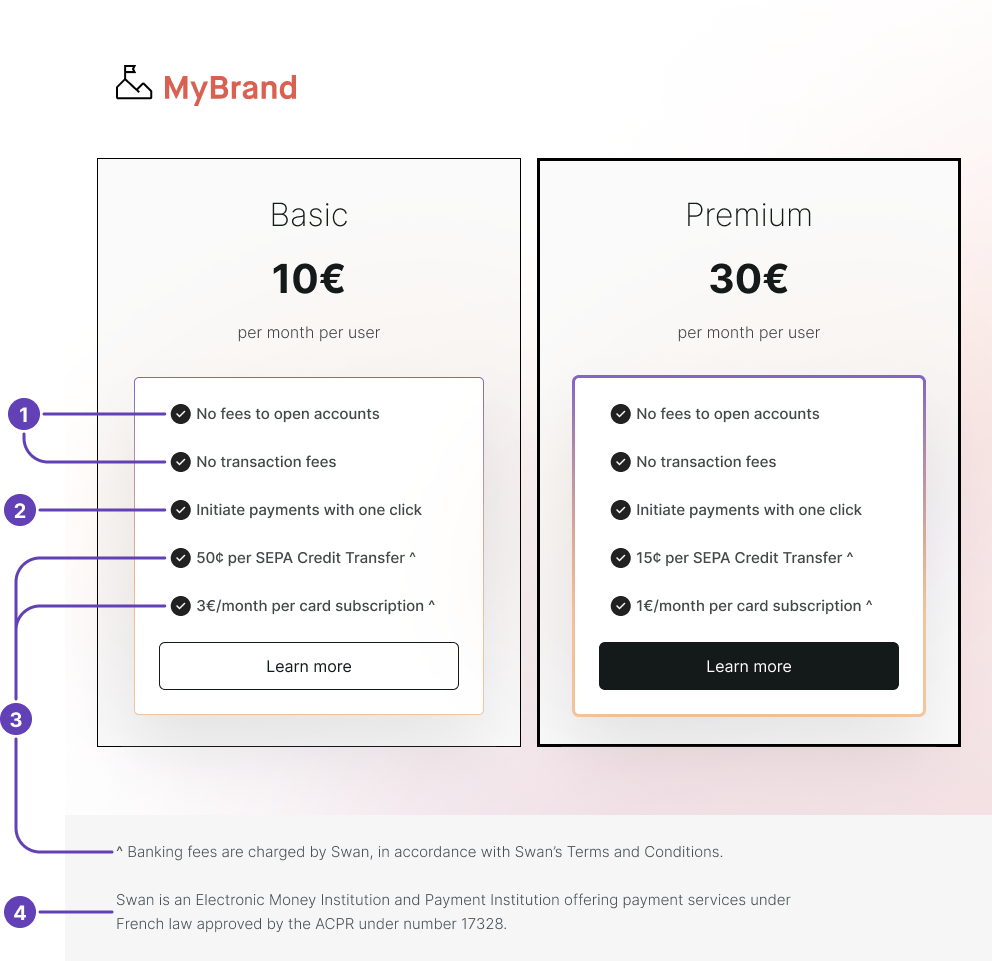 MyBrand
Basic
10€
per month per user
1
No fees to open accounts
No transaction fees
2
Initiate payments with one click
50¢ per SEPA Credit Transfer ^
3€/month per card subscription ^
Learn more
Premium
30€
per month per user
No fees to open accounts
No transaction fees
Initiate payments with one click
15¢ per SEPA Credit Transfer ^
1€/month per card subscription ^
Learn more
3
^ Banking fees are charged by Swan, in accordance with Swan’s Terms and Conditions.
4
Swan is an Electronic Money Institution and Payment Institution offering payment services under
French law approved by the ACPR under number 17328.